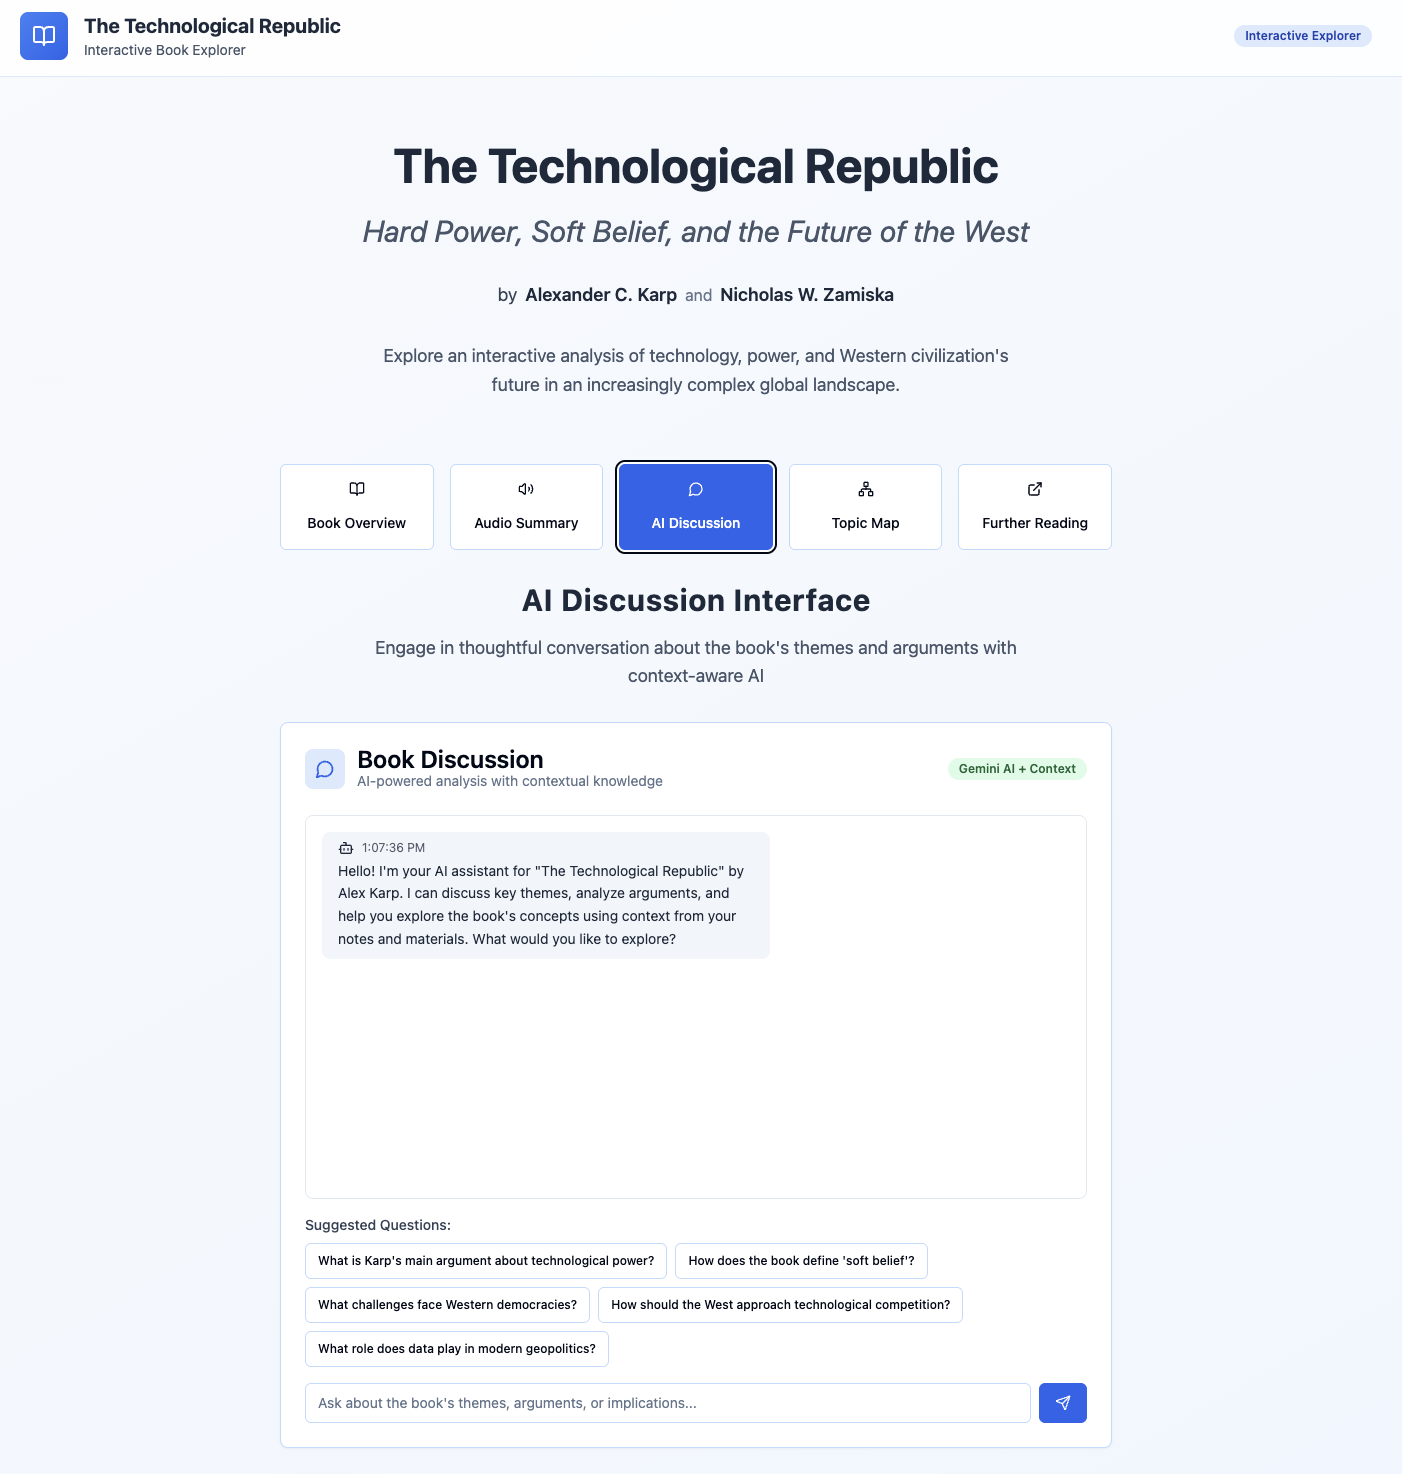 The Technological Republic
Interactive Book Explorer
Interactive Explorer
The Technological Republic
Hard Power, Soft Belief, and the Future of the West
by Alexander C. Karp and Nicholas W. Zamiska
Explore an interactive analysis of technology, power, and Western civilization's
future in an increasingly complex global landscape.
Book Overview
Audio Summary
AI Discussion
Topic Map
Further Reading
AI Discussion Interface
Engage in thoughtful conversation about the book's themes and arguments with
context-aware AI
Book Discussion
AI-powered analysis with contextual knowledge
Gemini AI + Context
1:07:36 PM
Hello! I'm your AI assistant for "The Technological Republic" by
Alex Karp. I can discuss key themes, analyze arguments, and
help you explore the book's concepts using context from your
notes and materials. What would you like to explore?
Suggested Questions:
What is Karp's main argument about technological power?
How does the book define 'soft belief'?
What challenges face Western democracies?
How should the West approach technological competition?
What role does data play in modern geopolitics?
Ask about the book's themes, arguments, or implications...